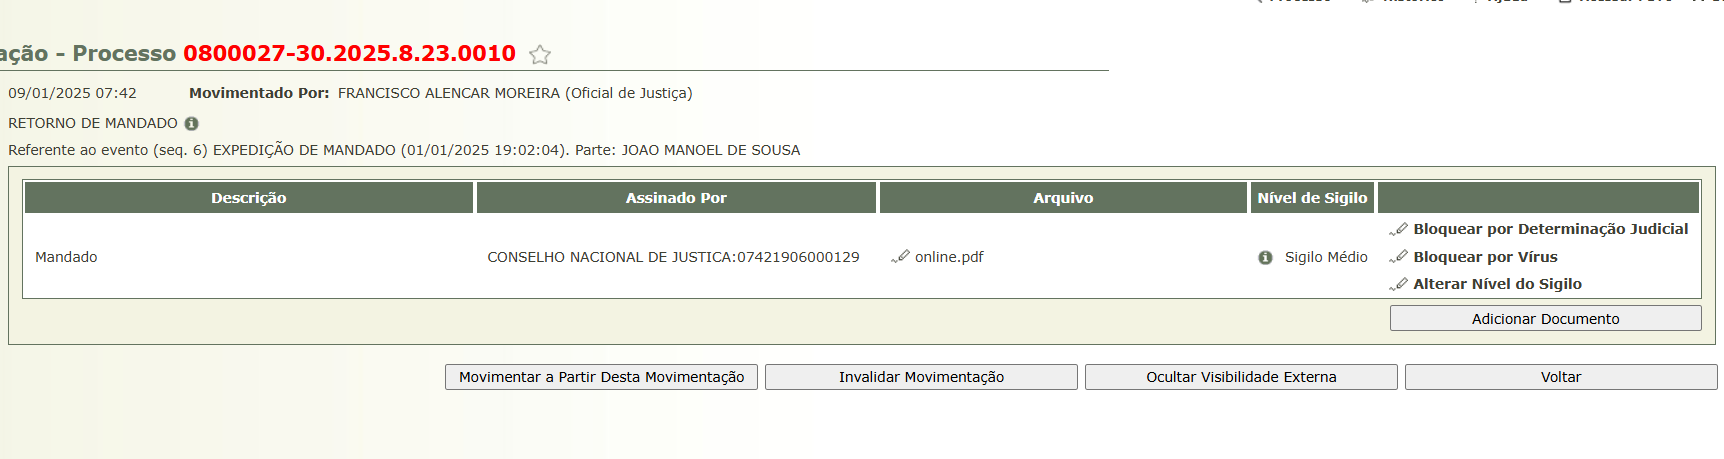 Processo
ação - Processo 0800027-30.2025.8.23.0010
09/01/2025 07:42 Movimentado Por: FRANCISCO ALENCAR MOREIRA (Oficial de Justiça)
RETORNO DE MANDADO
Referente ao evento (seq. 6) EXPEDIÇÃO DE MANDADO (01/01/2025 19:02:04). Parte: JOAO MANOEL DE SOUSA
Descrição Assinado Por Arquivo Nível de Sigilo
Bloquear por Determinação Judicial
Mandado CONSELHO NACIONAL DE JUSTICA:07421906000129 online.pdf Sigilo Médio Bloquear por Vírus
Alterar Nível do Sigilo
Adicionar Documento
Movimentar a Partir Desta Movimentação Invalidar Movimentação Ocultar Visibilidade Externa Voltar